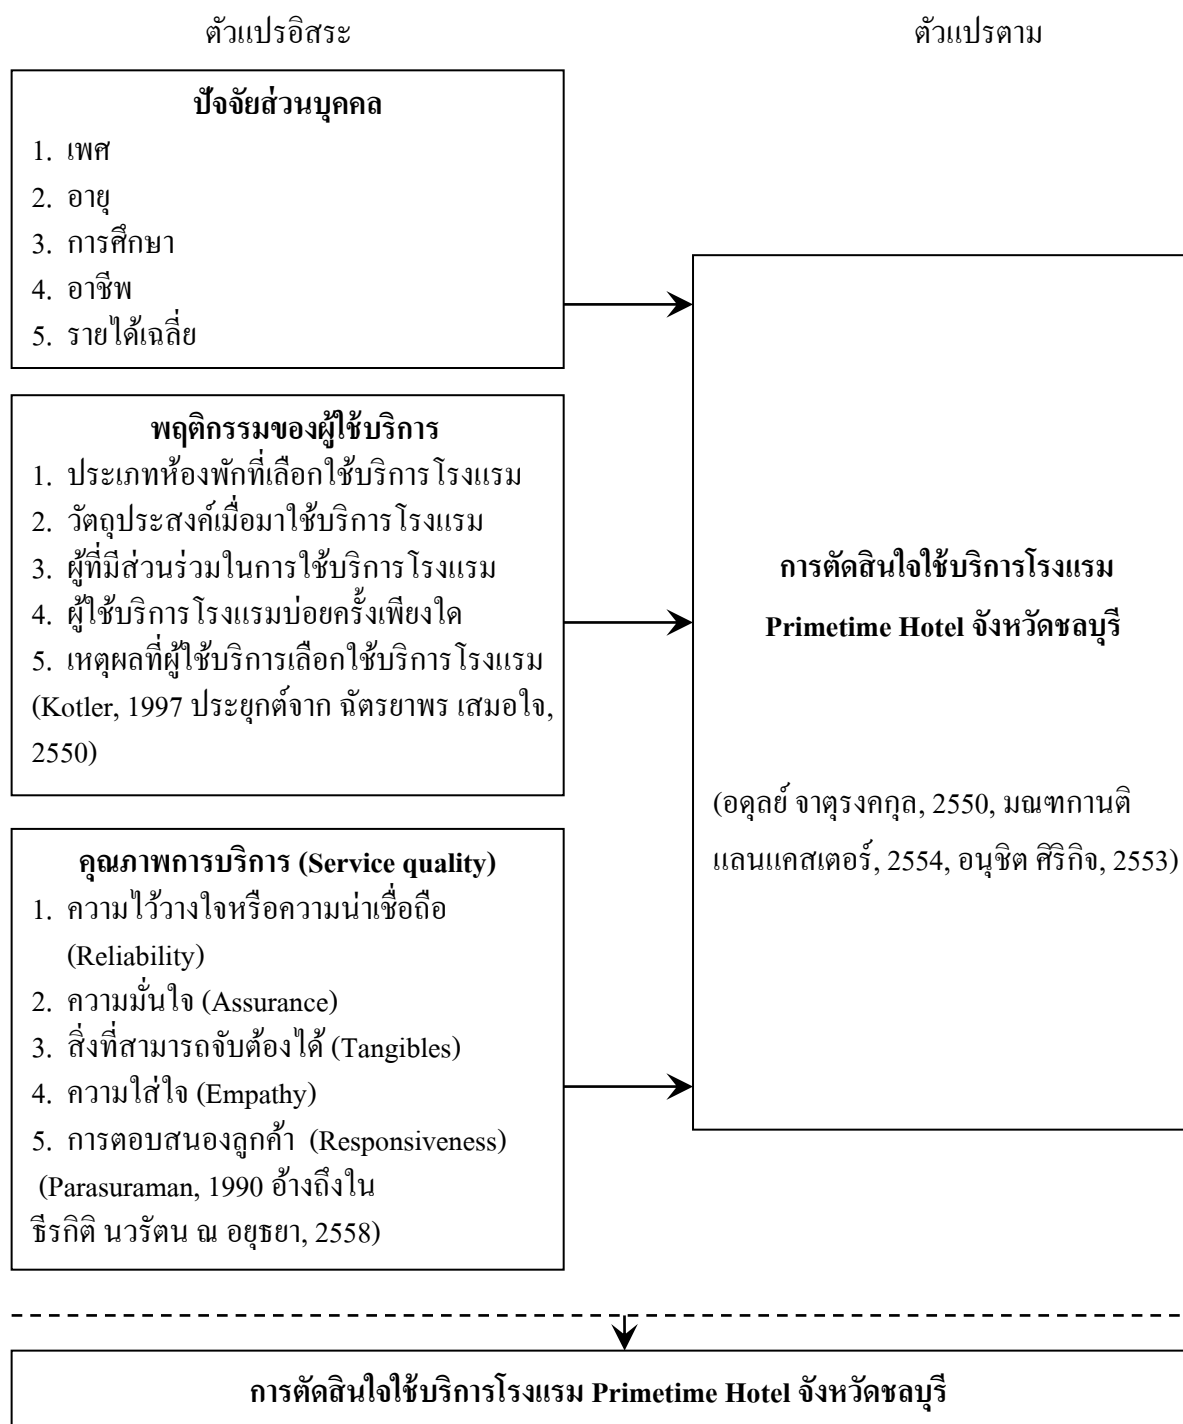 ตัวแปรอิสระ
ตัวแปรตาม
ปัจจัยส่วนบุคคล
1. เพศ
2. อายุ
3. การศึกษา
4. อาชีพ
5. รายได้เฉลี่ย
พฤติกรรมของผู้ใช้บริการ
1. ประเภทห้องพักที่เลือกใช้บริการโรงแรม
2. วัตถุประสงค์เมื่อมาใช้บริการโรงแรม
3. ผู้ที่มีส่วนร่วมในการใช้บริการโรงแรม
4. ผู้ใช้บริการโรงแรมบ่อยครั้งเพียงใด
5. เหตุผลที่ผู้ใช้บริการเลือกใช้บริการโรงแรม
(Kotler, 1997 ประยุกต์จาก ฉัตรยาพร เสมอใจ,
2550)
คุณภาพการบริการ (Service quality)
1. ความไว้วางใจหรือความน่าเชื่อถือ
(Reliability)
2. ความมั่นใจ (Assurance)
3. สิ่งที่สามารถจับต้องได้ (Tangibles)
4. ความใส่ใจ (Empathy)
5. การตอบสนองลูกค้า (Responsiveness)
(Parasuraman, 1990 อ้างถึงใน
ธีรกิติ นวรัตน ณ อยุธยา, 2558)
การตัดสินใจใช้บริการโรงแรม
Primetime Hotel จังหวัดชลบุรี
(อดุลย์ จาตุรงคกุล, 2550, มณฑกานติ
แลนแคสเตอร์, 2554, อนุชิต ศิริกิจ, 2553)
การตัดสินใจใช้บริการโรงแรม Primetime Hotel จังหวัดชลบุรี